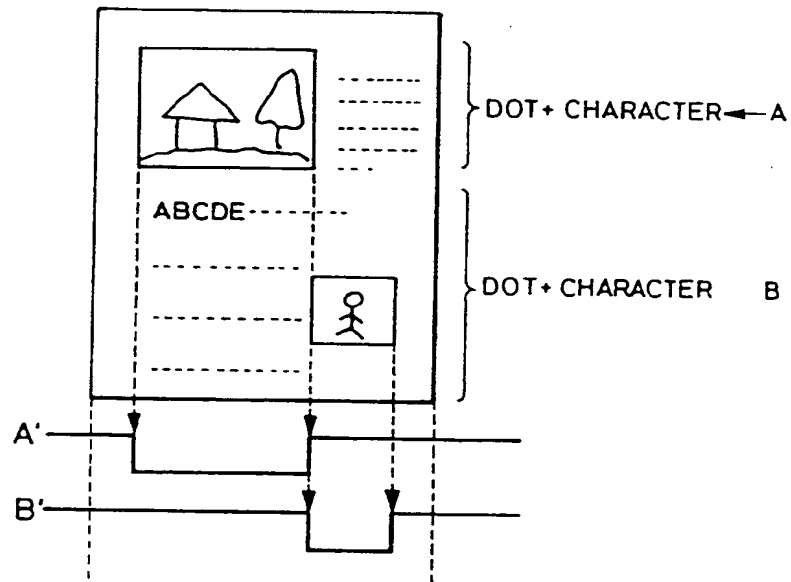 DOT + CHARACTER A
ABCDE
DOT + CHARACTER B
A'
B'